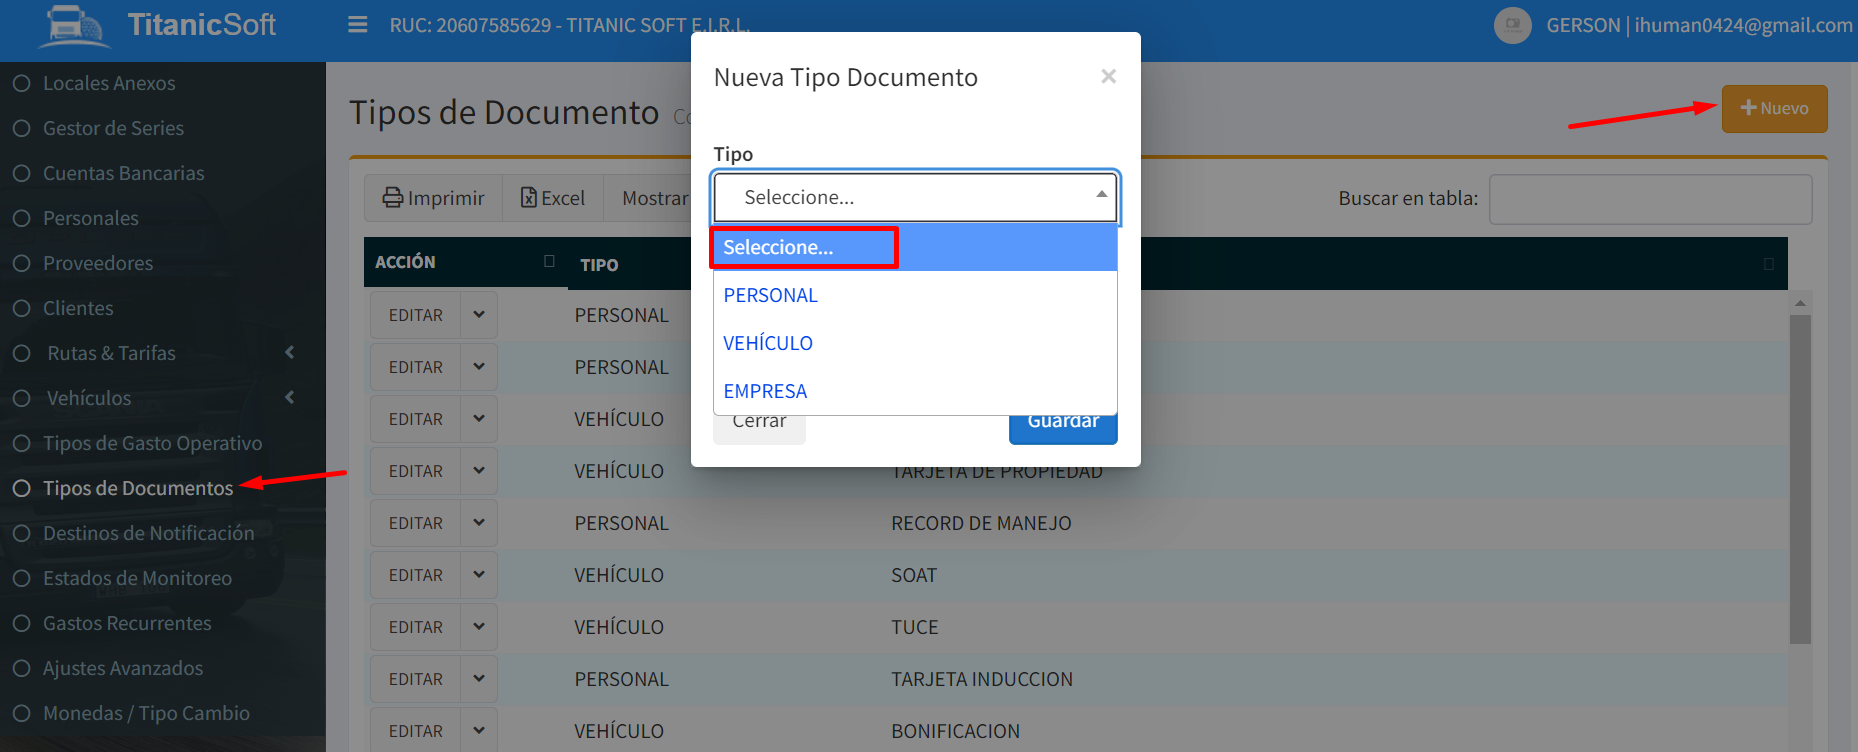 TitanicSoft
RUC: 20607585629 - TITANIC SOFT E.I.R.L.
GERSON | ihuman0424@gmail.com
Locales Anexos
Gestor de Series
Cuentas Bancarias
Personales
Proveedores
Clientes
Rutas & Tarifas
Vehículos
Tipos de Gasto Operativo
Tipos de Documentos
Destinos de Notificación
Estados de Monitoreo
Gastos Recurrentes
Ajustes Avanzados
Monedas / Tipo Cambio
Tipos de Documento
Nuevo
Imprimir Excel Mostrar
Buscar en tabla:
Nueva Tipo Documento ×
Tipo
Seleccione...
Seleccione...
PERSONAL
VEHÍCULO
EMPRESA
Cerrar Guardar
ACCIÓN TIPO
EDITAR PERSONAL
EDITAR PERSONAL
EDITAR VEHÍCULO
EDITAR VEHÍCULO TARJETA DE PROPIEDAD
EDITAR PERSONAL RECORD DE MANEJO
EDITAR VEHÍCULO SOAT
EDITAR VEHÍCULO TUCE
EDITAR PERSONAL TARJETA INDUCCION
EDITAR VEHÍCULO BONIFICACION